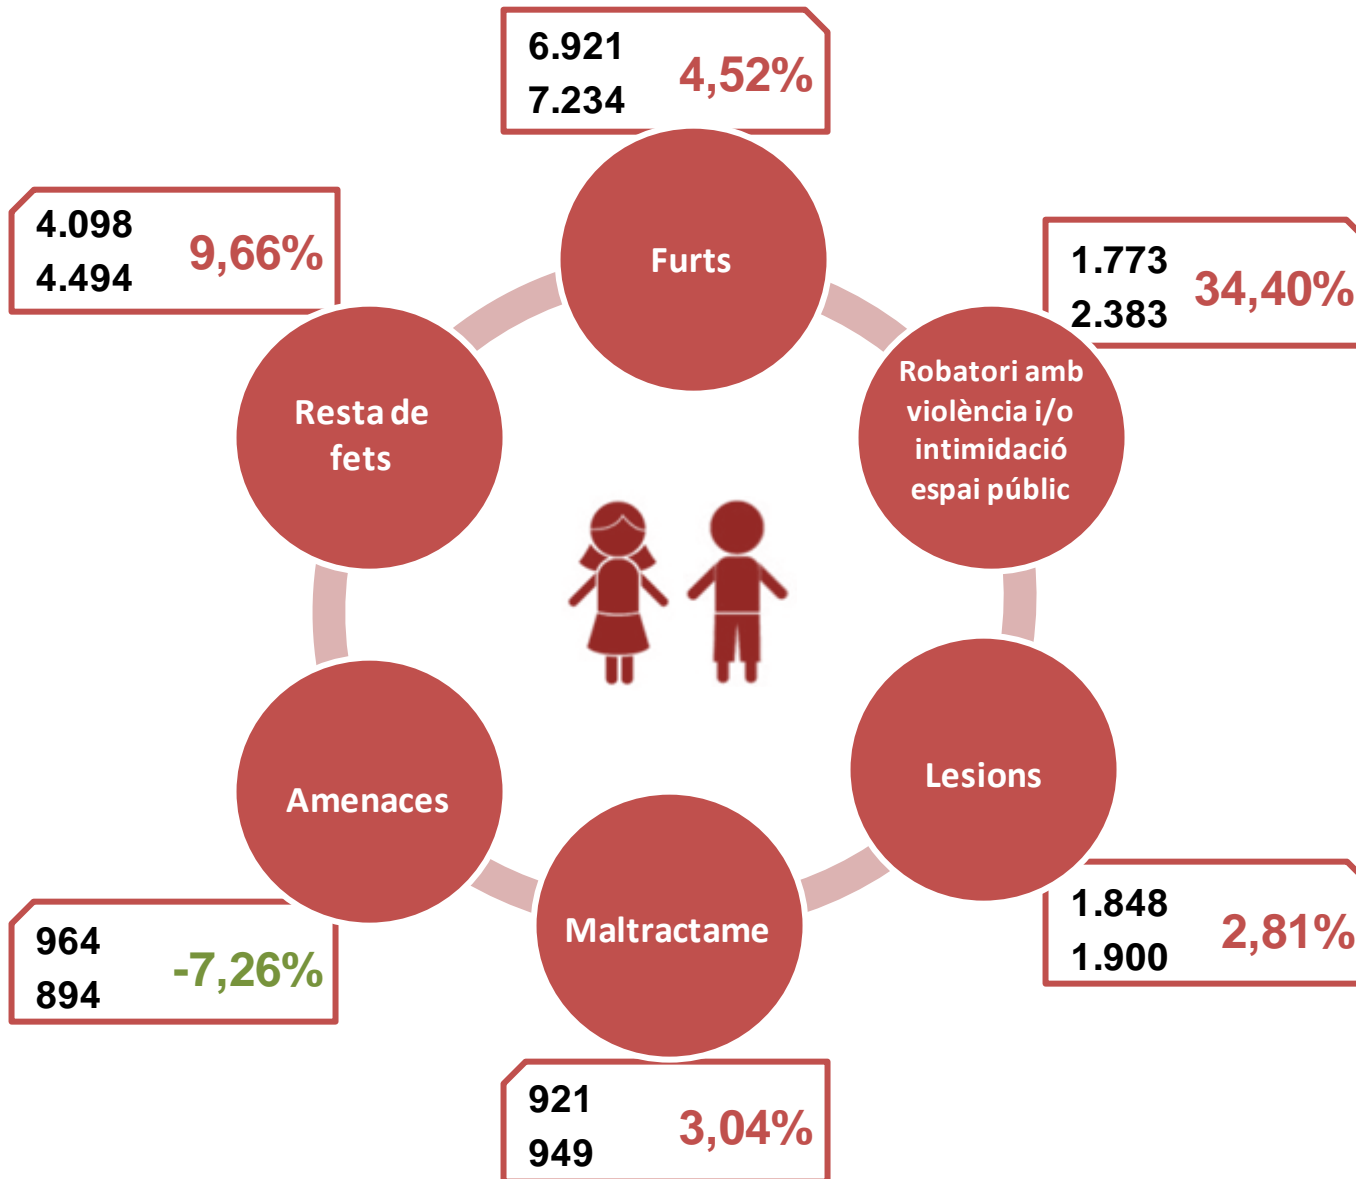 6.921
7.234
4,52%
Furts
1.773
2.383
34,40%
Robatori amb
violència i/o
intimidació
espai públic
1.848
1.900
2,81%
Lesions
921
949
3,04%
Maltractame
964
894
-7,26%
Amenaces
4.098
4.494
9,66%
Resta de
fets